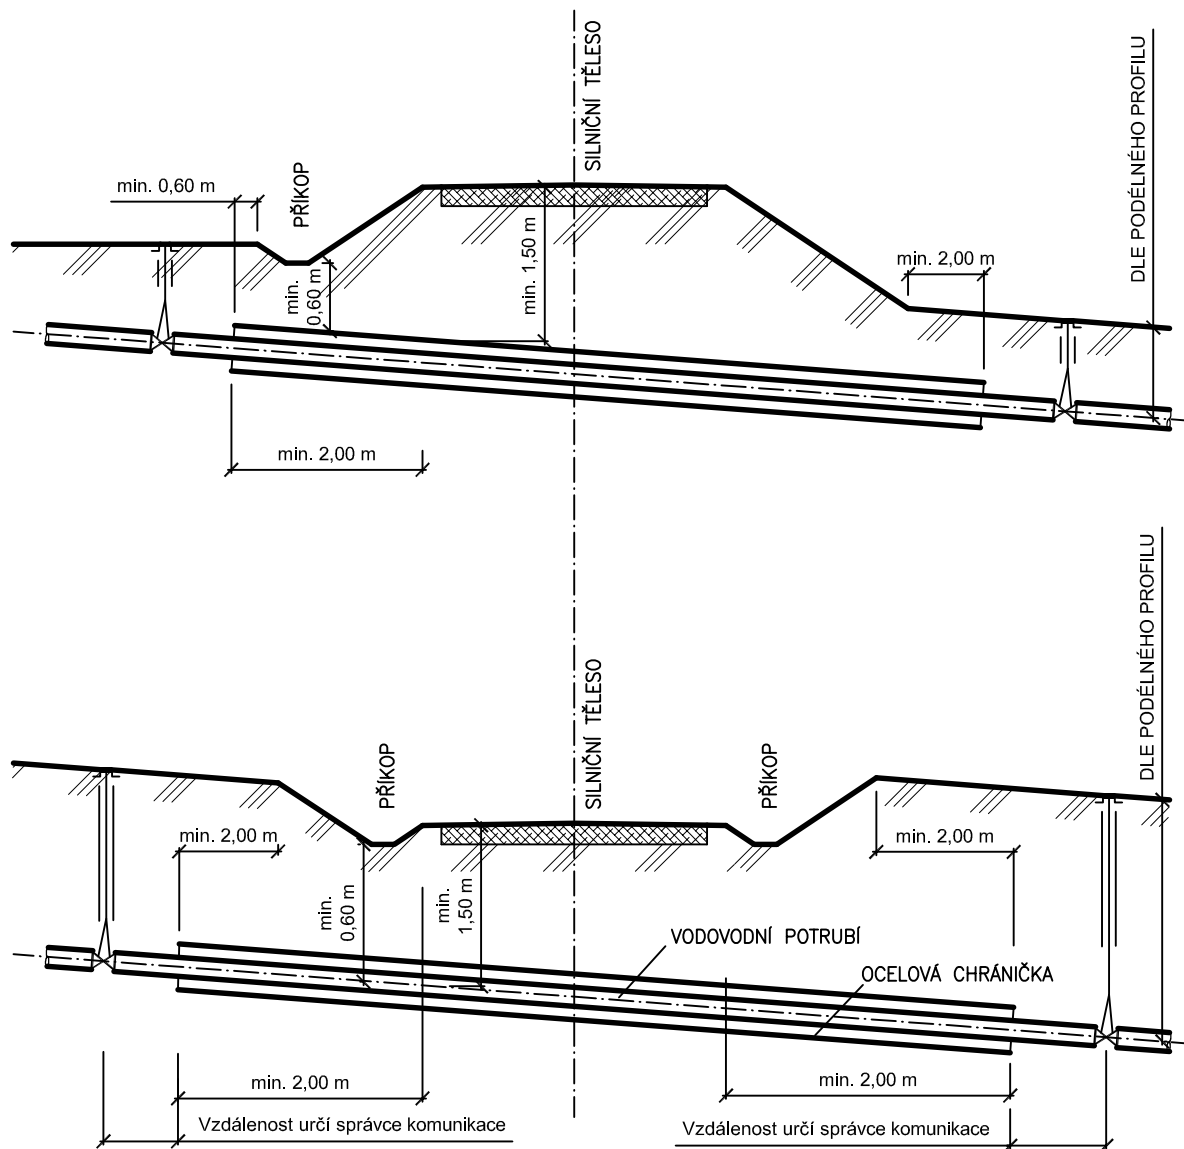 SILNIČNÍ TĚLESO
DLE PODÉLNÉHO PROFILU
min. 0,60 m
PŘÍKOP
min.
0,60 m
min. 1,50 m
min. 2,00 m
min. 2,00 m
DLE PODÉLNÉHO PROFILU
SILNIČNÍ TĚLESO
PŘÍKOP
PŘÍKOP
min. 2,00 m
min. 2,00 m
min.
0,60 m
min.
1,50 m
VODOVODNÍ POTRUBÍ
OCELOVÁ CHRÁNIČKA
min. 2,00 m
min. 2,00 m
Vzdálenost určí správce komunikace
Vzdálenost určí správce komunikace